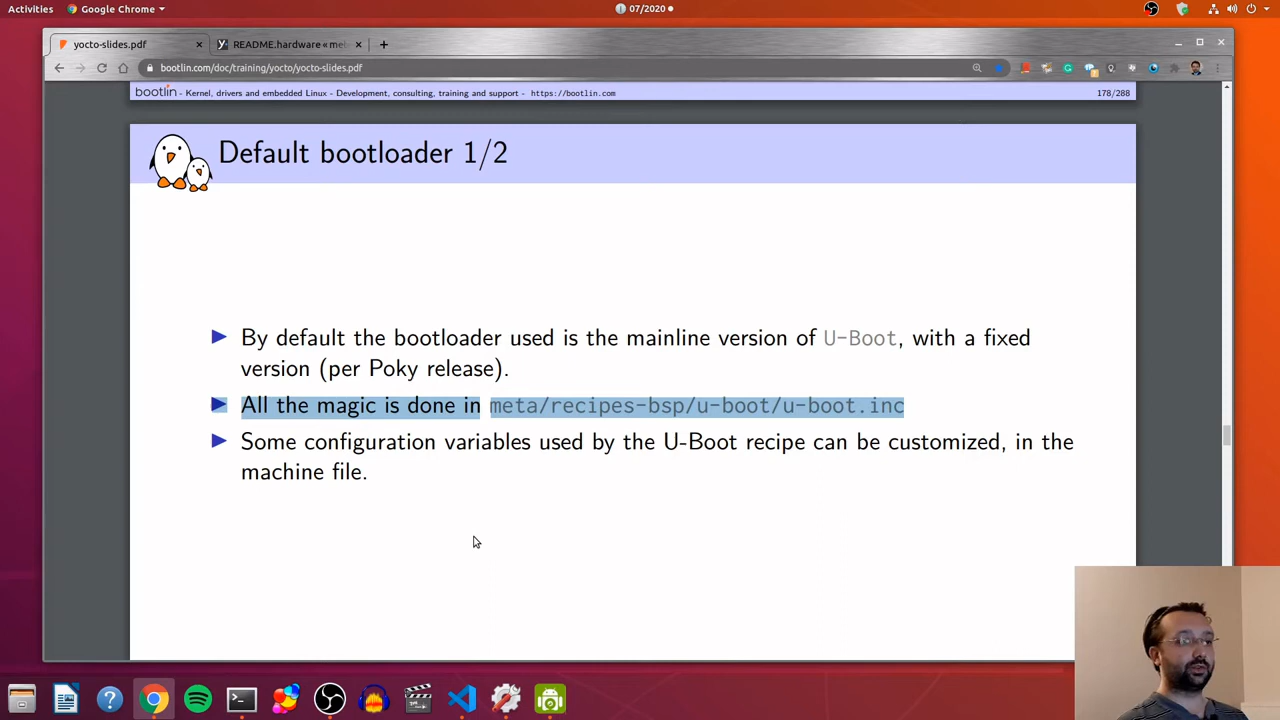 Activities
Google Chrome
07/2020
yocto-slides.pdf
README.hardware « me
bootlin.com/doc/training/yocto/yocto-slides.pdf
bootlin - Kernel, drivers and embedded Linux - Development, consulting, training and support - https://bootlin.com
178/288
Default bootloader 1/2
By default the bootloader used is the mainline version of U-Boot, with a fixed
version (per Poky release).
All the magic is done in meta/recipes-bsp/u-boot/u-boot.inc
Some configuration variables used by the U-Boot recipe can be customized, in the
machine file.